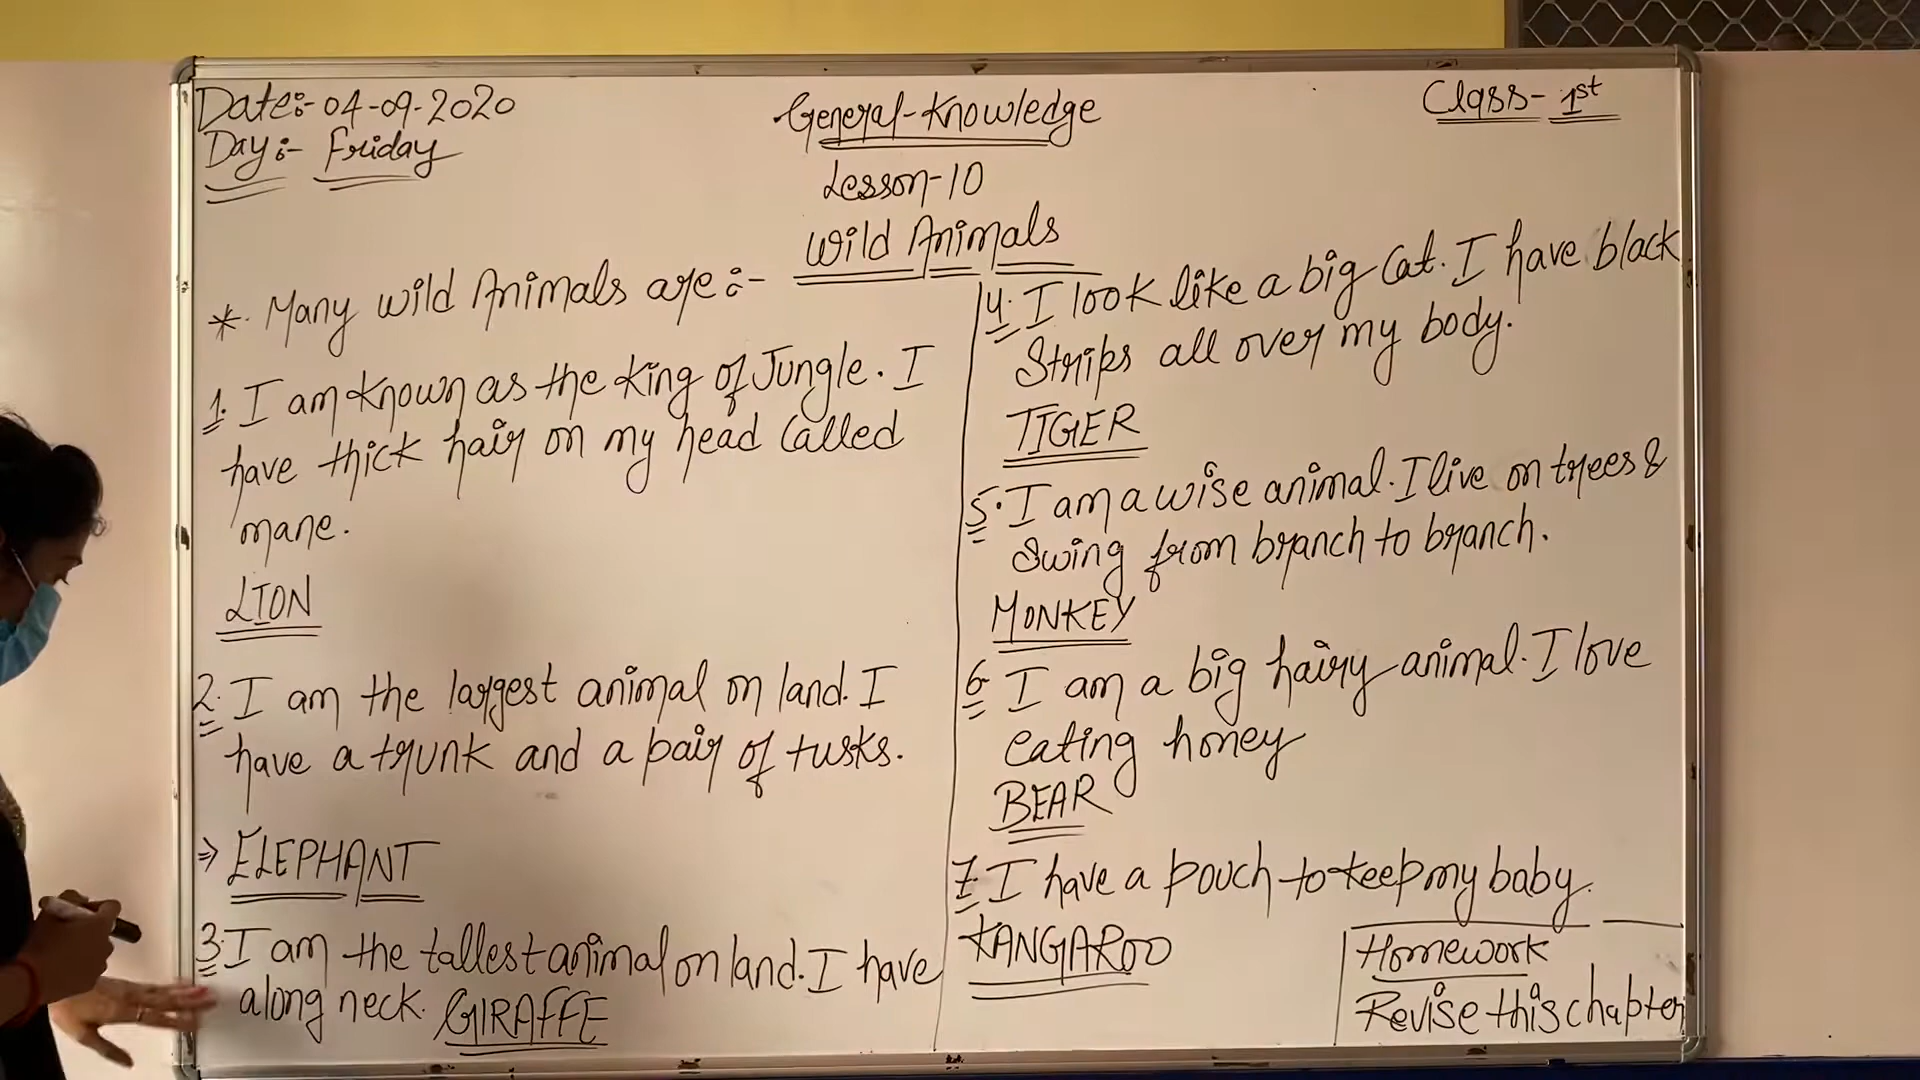 Date:- 04-09-2020
Day:- Friday
General-Knowledge
Class- 1st
Lesson-10
Wild Animals
*. Many wild Animals are:-
1. I am known as the king of Jungle. I
have thick hair on my head Called
mane.
LION
2. I am the largest animal on land. I
have a trunk and a pair of tusks.
⇒ ELEPHANT
3. I am the tallest animal on land. I have
along neck. GIRAFFE
4. I look like a big Cat. I have black
Strips all over my body.
TIGER
5. I am a wise animal. I live on trees &
Swing from branch to branch.
MONKEY
6. I am a big hairy animal. I love
eating honey
BEAR
7. I have a pouch to keep my baby.
KANGAROO
Homework
Revise this chapter